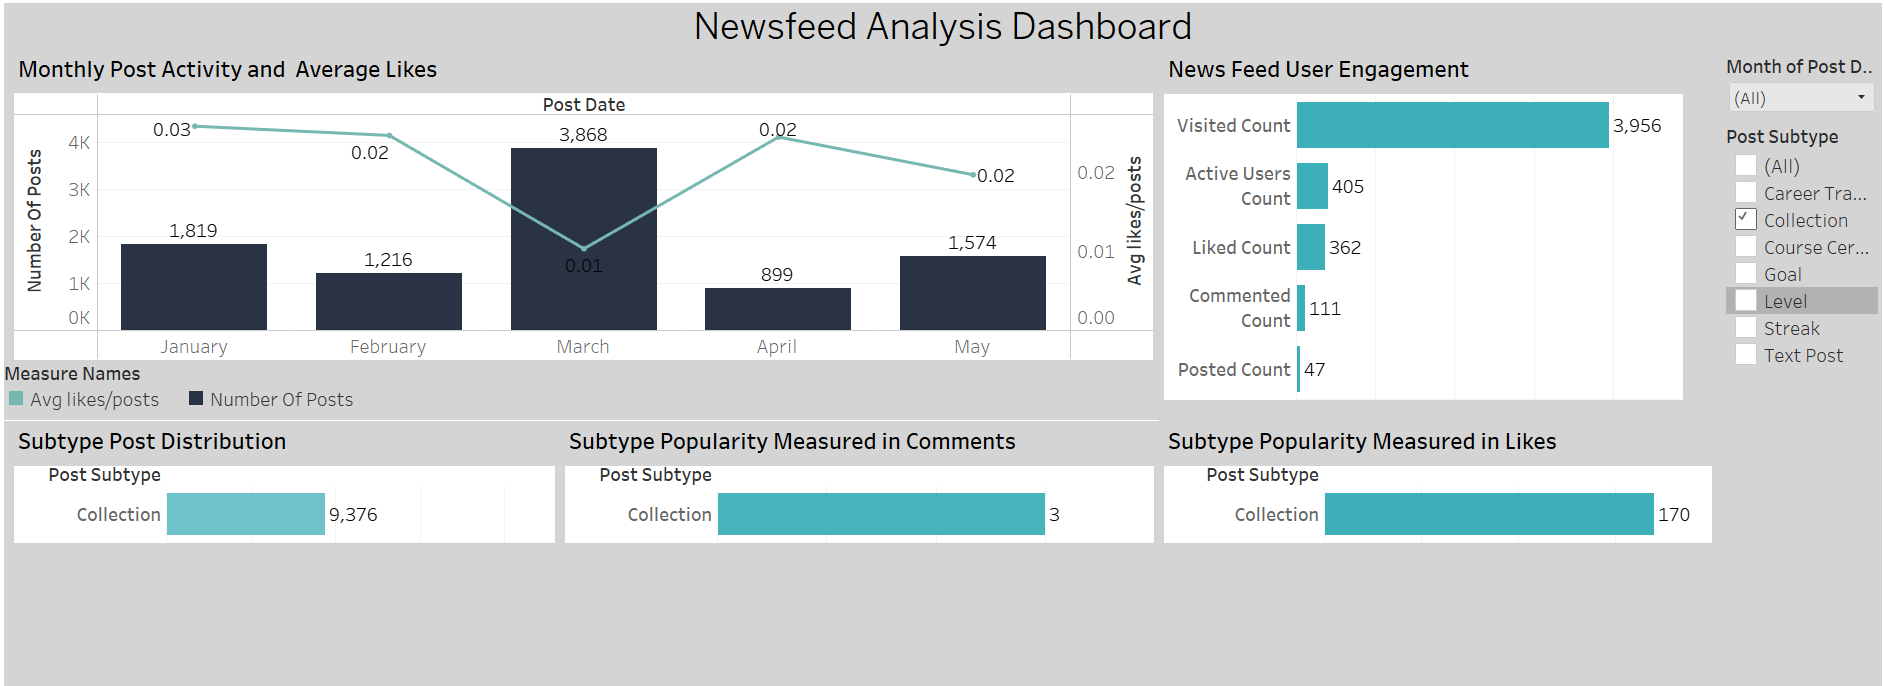 Newsfeed Analysis Dashboard
Monthly Post Activity and  Average Likes
Post Date
Number Of Posts
4K
3K
2K
1K
0K
0.03
0.02
0.01
0.02
0.02
1,819
1,216
3,868
899
1,574
0.02
0.01
0.00
Avg likes/posts
January
February
March
April
May
Measure Names
Avg likes/posts
Number Of Posts
News Feed User Engagement
Visited Count
3,956
Active Users
Count
405
Liked Count
362
Commented
Count
111
Posted Count
47
Month of Post D..
(All)
Post Subtype
(All)
Career Tra...
Collection
Course Cer...
Goal
Level
Streak
Text Post
Subtype Post Distribution
Post Subtype
Collection
9,376
Subtype Popularity Measured in Comments
Post Subtype
Collection
3
Subtype Popularity Measured in Likes
Post Subtype
Collection
170